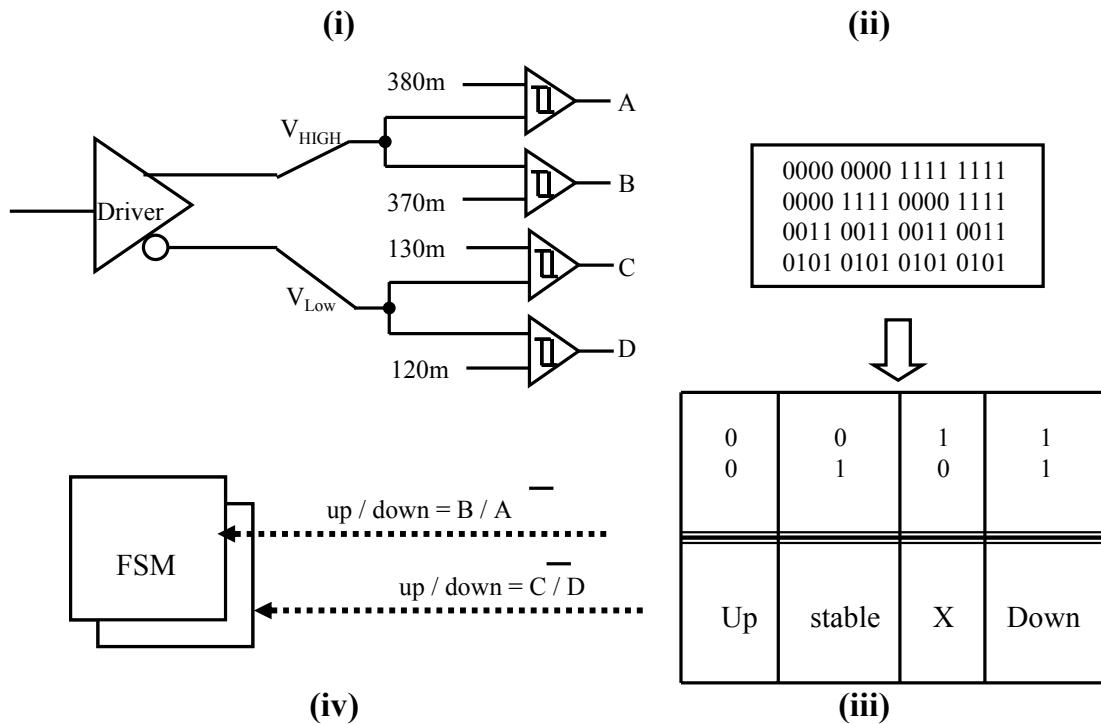 (i)
(ii)
380m
A
V_HIGH
B
370m
Driver
130m
C
V_Low
D
120m
0000 0000 1111 1111
0000 1111 0000 1111
0011 0011 0011 0011
0101 0101 0101 0101
0 0 1 1
0 1 0 1
Up stable X Down
FSM
up / down = B / A
up / down = C / D
(iv)
(iii)